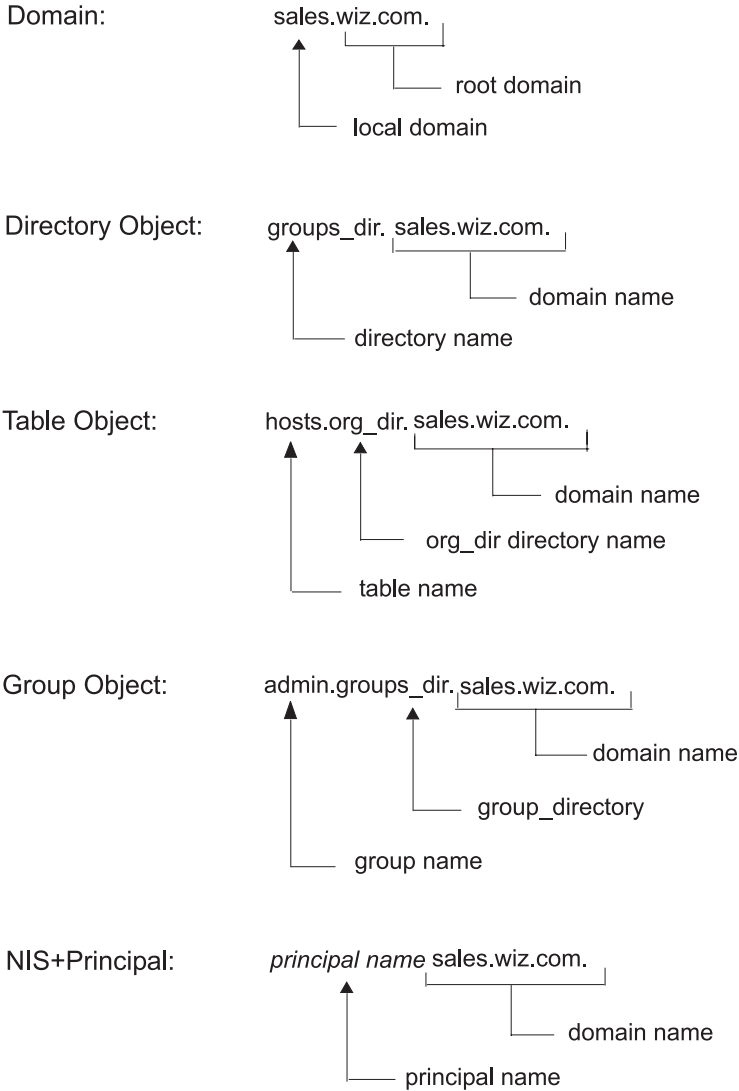 Domain: sales.wiz.com.
root domain
local domain
Directory Object: groups_dir. sales.wiz.com.
domain name
directory name
Table Object: hosts.org_dir. sales.wiz.com.
domain name
org_dir directory name
table name
Group Object: admin.groups_dir. sales.wiz.com.
domain name
group_directory
group name
NIS+Principal: principal name sales.wiz.com.
domain name
principal name